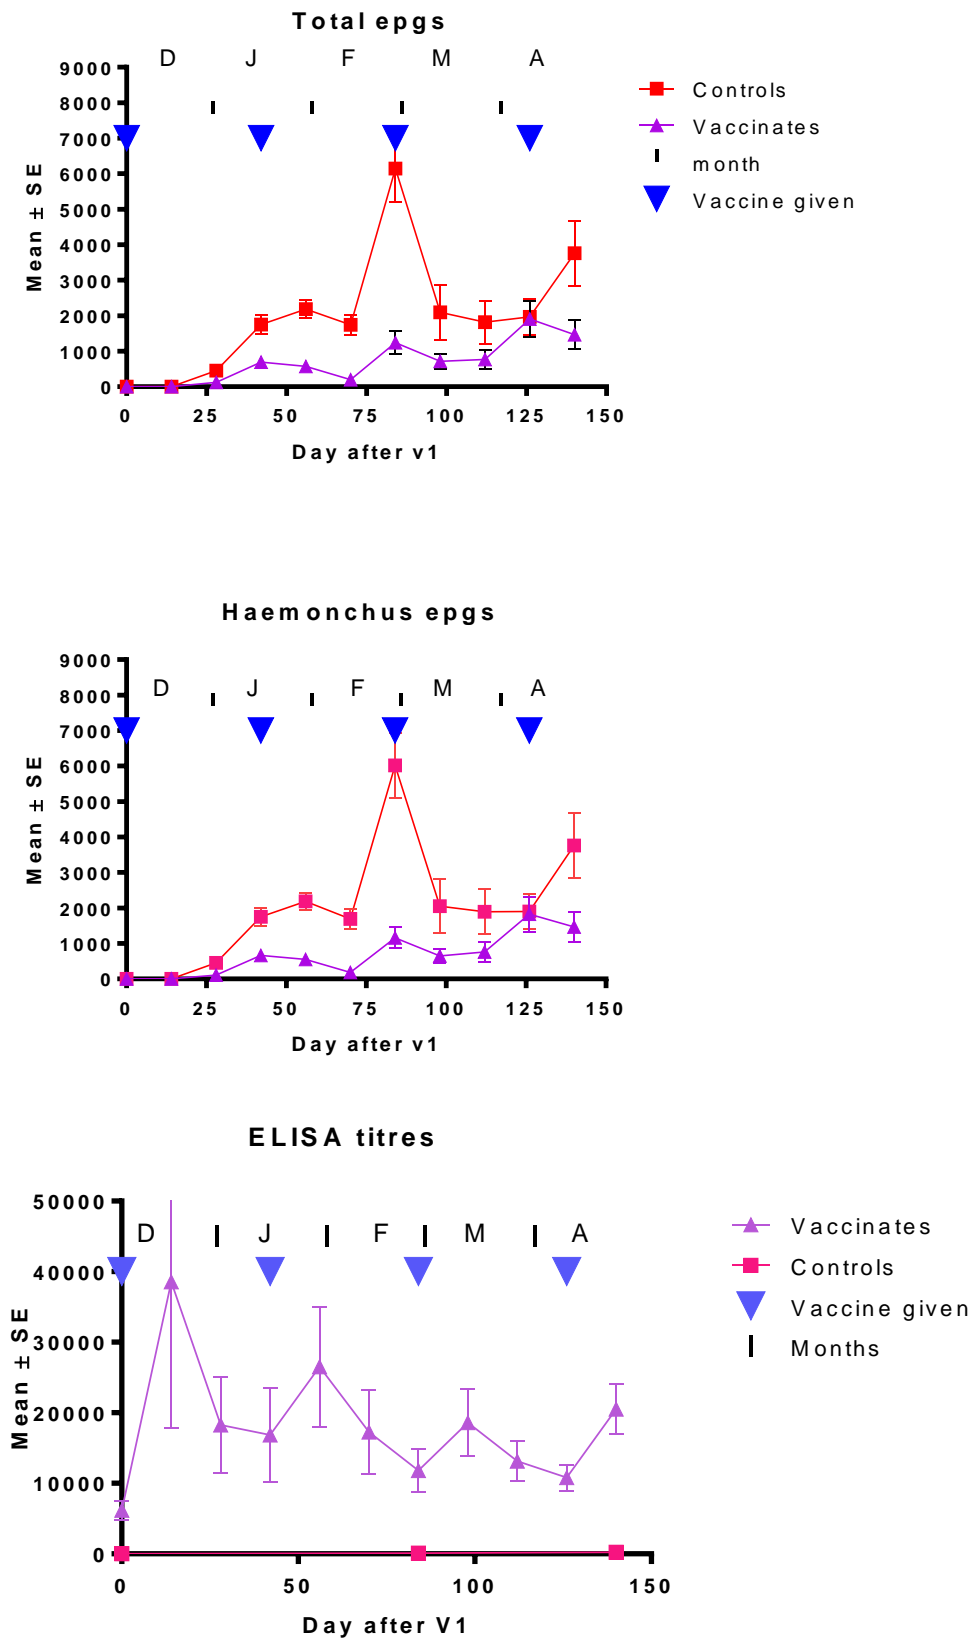 Total epgs
D J F M A
9000
8000
7000
6000
5000
4000
3000
2000
1000
0
Mean ± SE
0 25 50 75 100 125 150
Day after v1
Controls
Vaccinates
month
Vaccine given
Haemonchus epgs
D J F M A
9000
8000
7000
6000
5000
4000
3000
2000
1000
0
Mean ± SE
0 25 50 75 100 125 150
Day after v1
ELISA titres
D J F M A
50000
40000
30000
20000
10000
0
Mean ± SE
0 50 100 150
Day after V1
Vaccinates
Controls
Vaccine given
Months